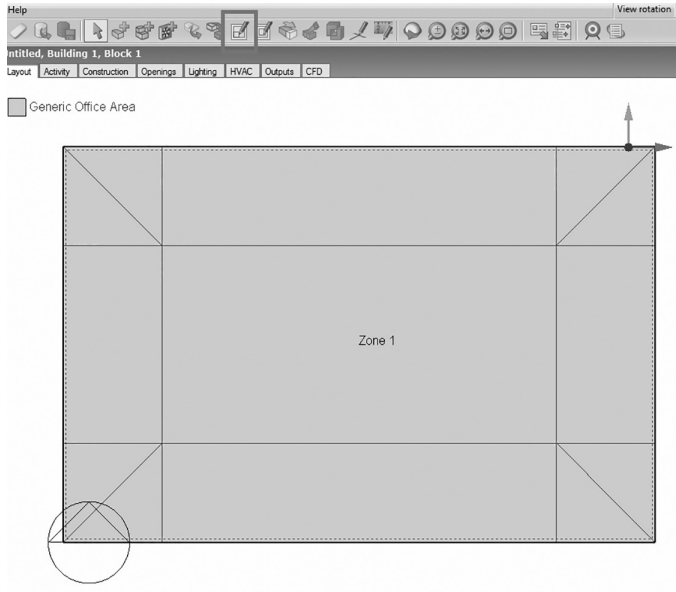 Help View rotation
Untitled, Building 1, Block 1
Layout Activity Construction Openings Lighting HVAC Outputs CFD
Generic Office Area
Zone 1